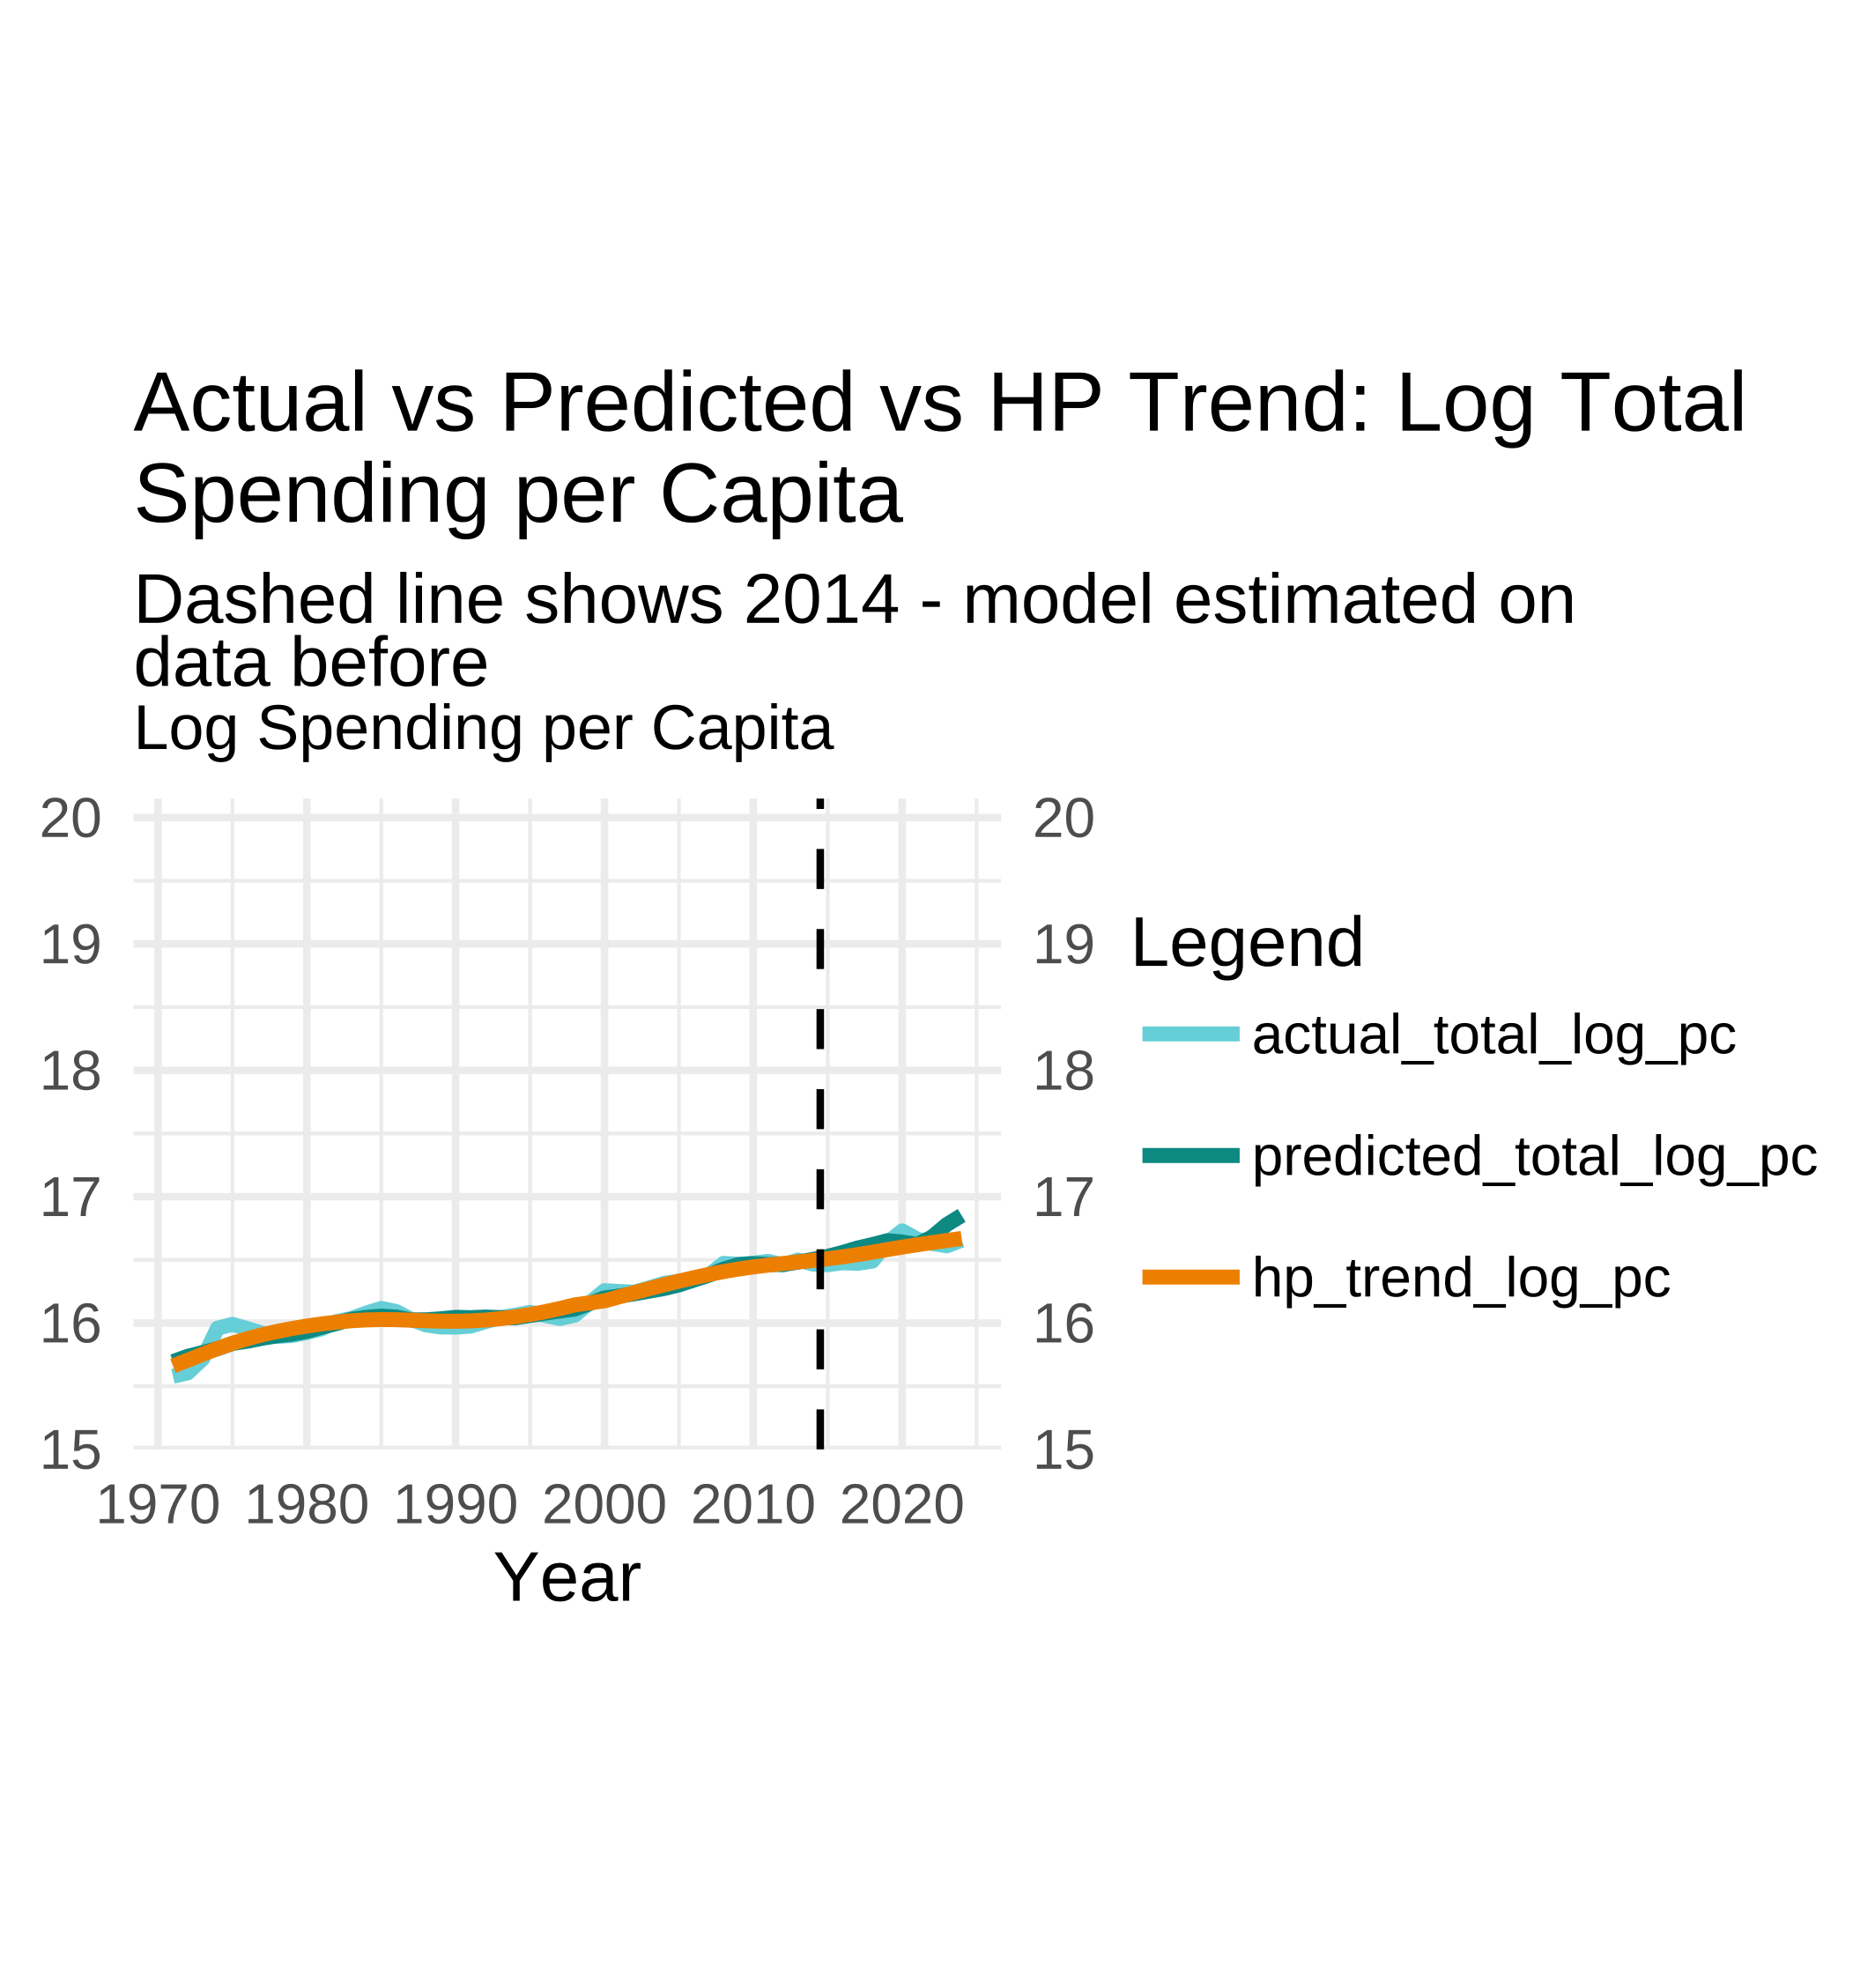 Actual vs Predicted vs HP Trend: Log Total
Spending per Capita
Dashed line shows 2014 - model estimated on
data before
Log Spending per Capita
20
19
18
17
16
15
20
19
18
17
16
15
1970 1980 1990 2000 2010 2020
Year
Legend
actual_total_log_pc
predicted_total_log_pc
hp_trend_log_pc